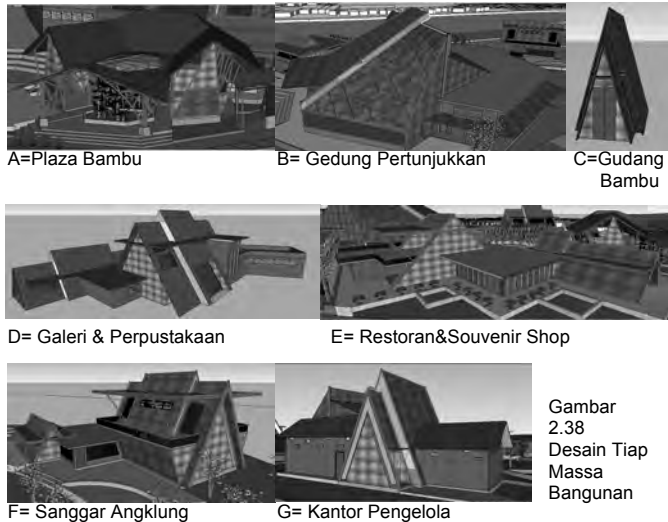 A=Plaza Bambu
B= Gedung Pertunjukkan
C=Gudang
Bambu
D= Galeri & Perpustakaan
E= Restoran&Souvenir Shop
F= Sanggar Angklung
G= Kantor Pengelola
Gambar
2.38
Desain Tiap
Massa
Bangunan